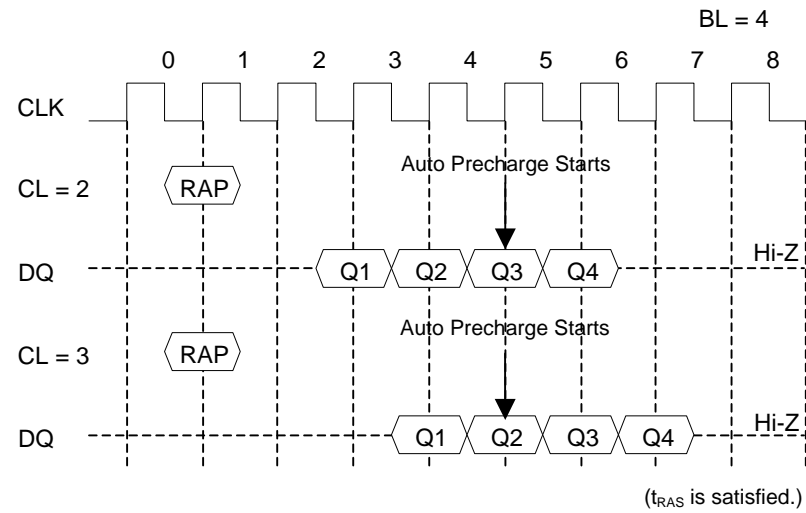 BL = 4
0 1 2 3 4 5 6 7 8
CLK
Auto Precharge Starts
CL = 2 RAP
Hi-Z
DQ Q1 Q2 Q3 Q4
Auto Precharge Starts
CL = 3 RAP
Hi-Z
DQ Q1 Q2 Q3 Q4
(tRAS is satisfied.)